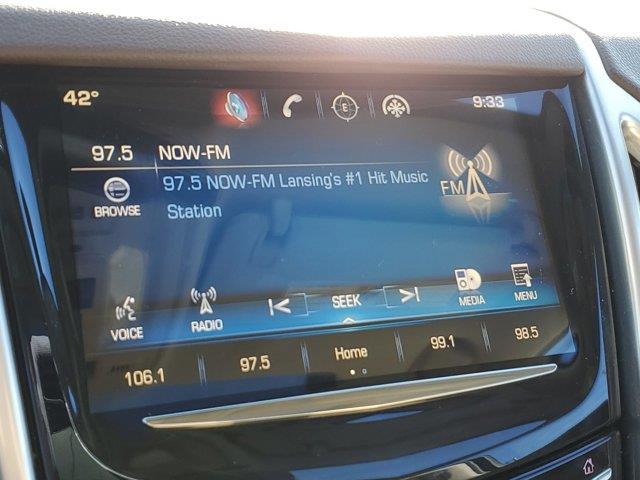 42°
E
9:33
97.5 NOW-FM
97.5 NOW-FM Lansing's #1 Hit Music
Station
FM
BROWSE
VOICE
RADIO
SEEK
MEDIA
MENU
106.1
97.5
Home
99.1
98.5